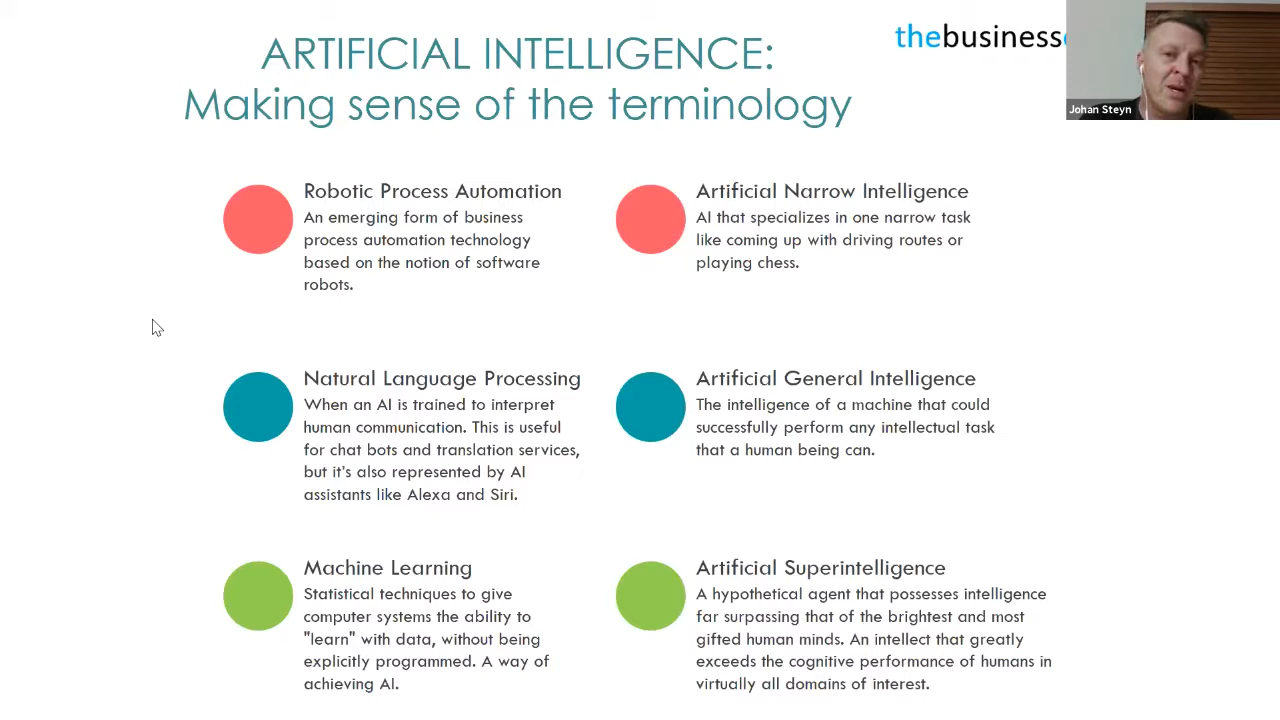 ARTIFICIAL INTELLIGENCE:
Making sense of the terminology
thebusiness
Johan Steyn
Robotic Process Automation
An emerging form of business
process automation technology
based on the notion of software
robots.
Artificial Narrow Intelligence
AI that specializes in one narrow task
like coming up with driving routes or
playing chess.
Natural Language Processing
When an AI is trained to interpret
human communication. This is useful
for chat bots and translation services,
but it's also represented by AI
assistants like Alexa and Siri.
Artificial General Intelligence
The intelligence of a machine that could
successfully perform any intellectual task
that a human being can.
Machine Learning
Statistical techniques to give
computer systems the ability to
"learn" with data, without being
explicitly programmed. A way of
achieving AI.
Artificial Superintelligence
A hypothetical agent that possesses intelligence
far surpassing that of the brightest and most
gifted human minds. An intellect that greatly
exceeds the cognitive performance of humans in
virtually all domains of interest.